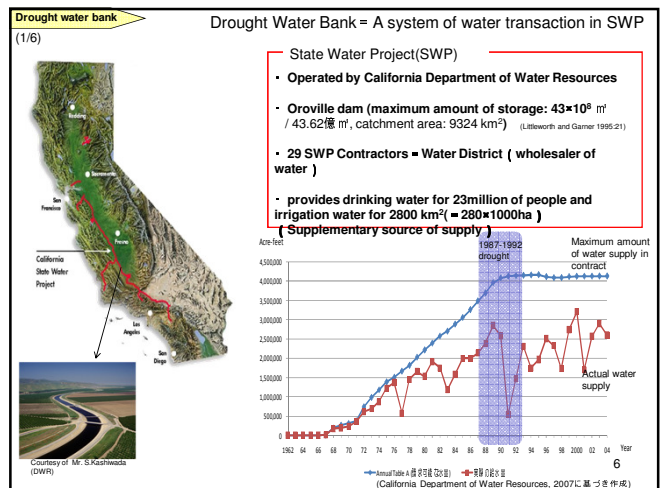 Drought water bank
(1/6)
Drought Water Bank = A system of water transaction in SWP
State Water Project(SWP)
・ Operated by California Department of Water Resources
・ Oroville dam (maximum amount of storage: 43×10⁸ ㎥
/ 43.62億㎥, catchment area: 9324 km²) (Littleworth and Garner 1995:21)
・ 29 SWP Contractors = Water District ( wholesaler of
water )
・ provides drinking water for 23million of people and
irrigation water for 2800 km²( = 280×1000ha )
( Supplementary source of supply )
Redding
Sacramento
San
Francisco
Fresno
California
State Water
Project
Los
Angeles
San
Diego
Courtesy of Mr. S.Kashiwada
(DWR)
Acre-feet
1987-1992
drought
Maximum amount
of water supply in
contract
4,500,000
4,000,000
3,500,000
3,000,000
2,500,000
2,000,000
1,500,000
1,000,000
500,000
0
Actual water
supply
1962 64 66 68 70 72 74 76 78 80 82 84 86 88 90 92 94 96 98 2000 02 04 Year
Annual Table A
6
(California Department of Water Resources, 2007に基づき作成)